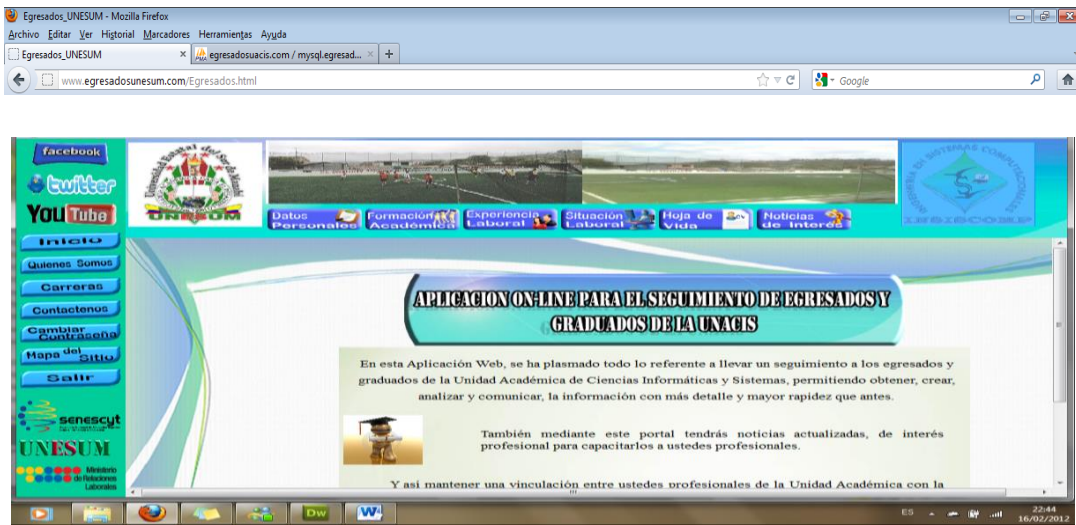 Egresados_UNESUM - Mozilla Firefox
Archivo Editar Ver Historial Marcadores Herramientas Ayuda
Egresados_UNESUM
egresadosuacis.com / mysql.egresad...
www.egresadosunesum.com/Egresados.html
Google
facebook
twitter
You Tube
UNESUM
Datos Personales
Formación Académica
Experiencia Laboral
Situación Laboral
Hoja de Vida
Noticias de Interés
Inicio
Quienes Somos
Carreras
Contactenos
Cambiar Contraseña
Mapa del Sitio
Salir
senescyt
UNESUM
Ministerio
de Relaciones
Laborales
APLICACION ON-LINE PARA EL SEGUIMIENTO DE EGRESADOS Y
GRADUADOS DE LA UNACIS
En esta Aplicación Web, se ha plasmado todo lo referente a llevar un seguimiento a los egresados y
graduados de la Unidad Académica de Ciencias Informáticas y Sistemas, permitiendo obtener, crear,
analizar y comunicar, la información con más detalle y mayor rapidez que antes.
También mediante este portal tendrás noticias actualizadas, de interés
profesional para capacitarlos a ustedes profesionales.
Y asi mantener una vinculación entre ustedes profesionales de la Unidad Académica con la
Dw
W
ES
22:44
16/02/2012